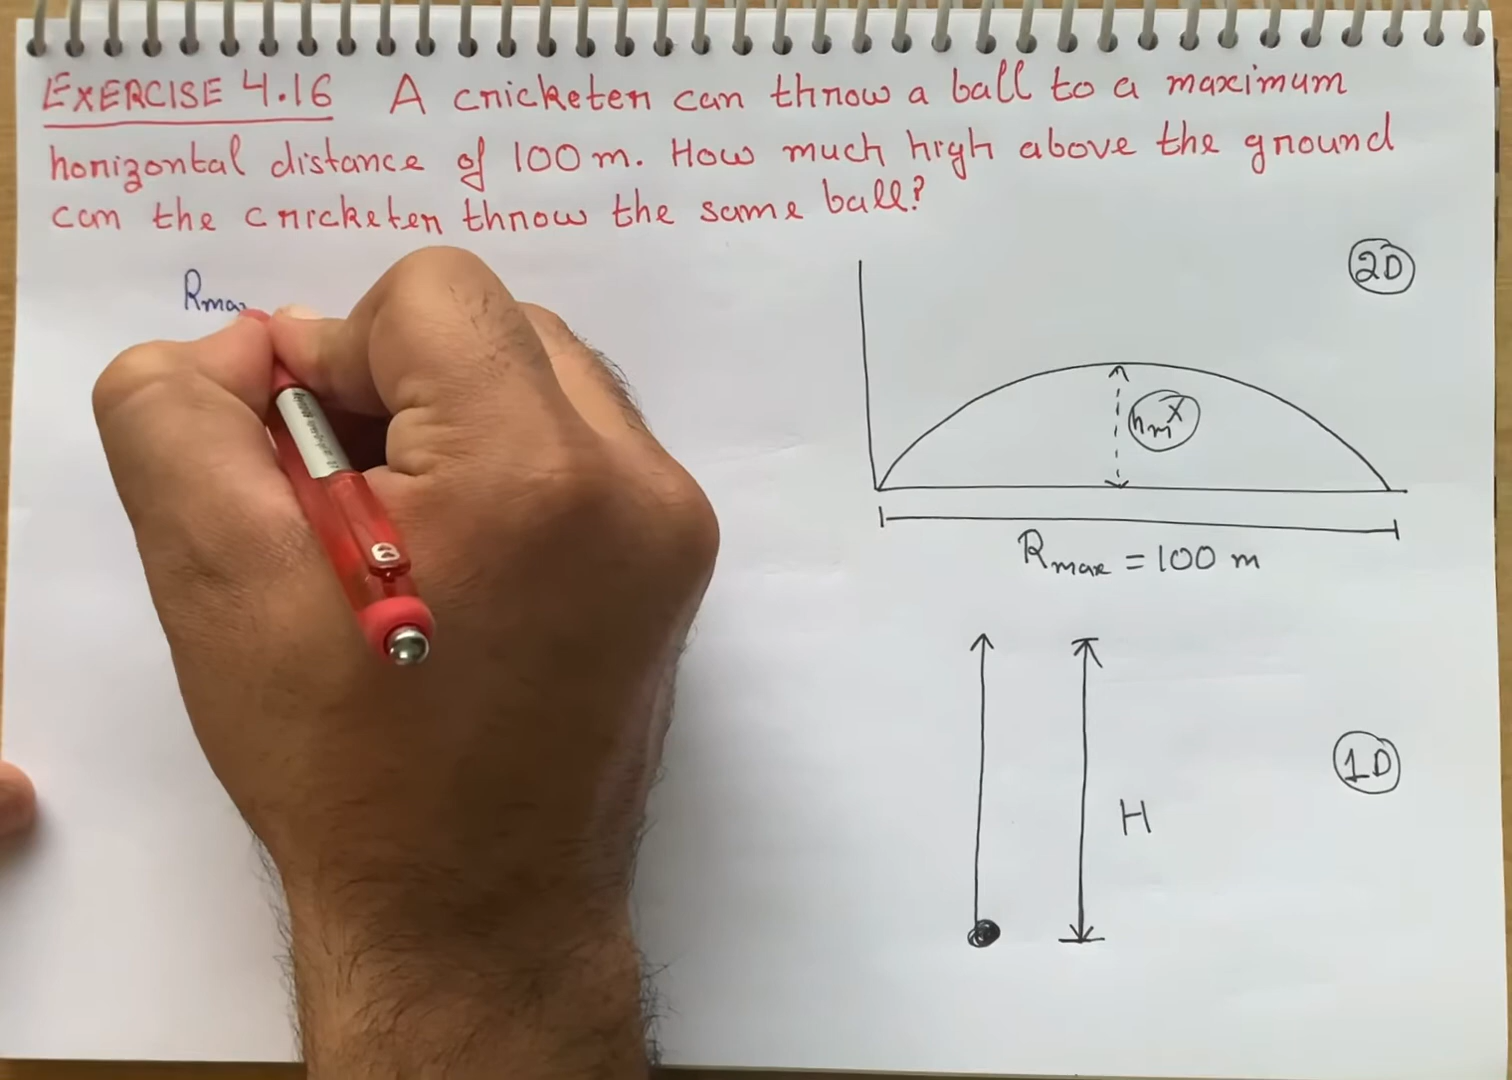 EXERCISE 4.16 A cricketer can throw a ball to a maximum
horizontal distance of 100 m. How much high above the ground
can the cricketer throw the same ball?
2D
hm X
Rmax = 100 m
1D
H